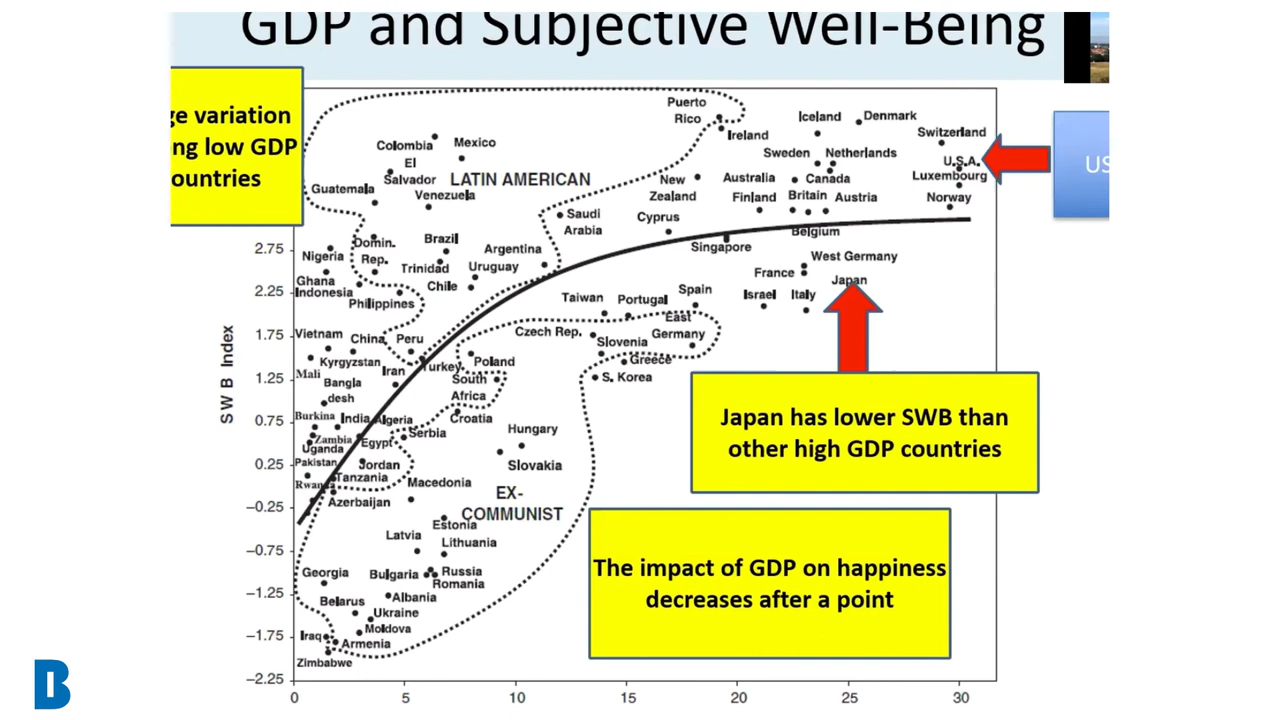 GDP and Subjective Well-Being
ge variation
ng low GDP
ountries
US
Puerto
Rico
Ireland
Iceland
Denmark
Switzerland
Colombia
Mexico
El
Salvador
LATIN AMERICAN
Sweden
Netherlands
U.S.A.
Luxembourg
Guatemala
Venezuela
New
Zealand
Australia
Canada
Finland
Britain
Austria
Norway
Saudi
Arabia
Cyprus
Singapore
Belgium
2.75
Nigeria
Domin.
Rep.
Brazil
Argentina
Trinidad
Uruguay
Chile
West Germany
France
Japan
Ghana
2.25
Indonesia
Philippines
Taiwan
Portugal
Spain
Israel
Italy
1.75
Vietnam
China
Peru
Czech Rep.
East
Germany
Slovenia
Kyrgyzstan
Mali
Iran
Turkey
Poland
Greece
1.25
Bangla
desh
South
Africa
S. Korea
SWB Index
0.75
Burkina
India
Algeria
Croatia
Zambia
Egypt
Serbia
Hungary
Uganda
0.25
Pakistan
Jordan
Slovakia
Rwanda
Tanzania
Macedonia
Azerbaijan
EX-
COMMUNIST
−0.25
Estonia
Latvia
Lithuania
−0.75
Georgia
Bulgaria
Russia
Romania
−1.25
Belarus
Albania
Ukraine
−1.75
Iraq
Moldova
Armenia
Zimbabwe
−2.25
0 5 10 15 20 25 30
Japan has lower SWB than
other high GDP countries
The impact of GDP on happiness
decreases after a point
B